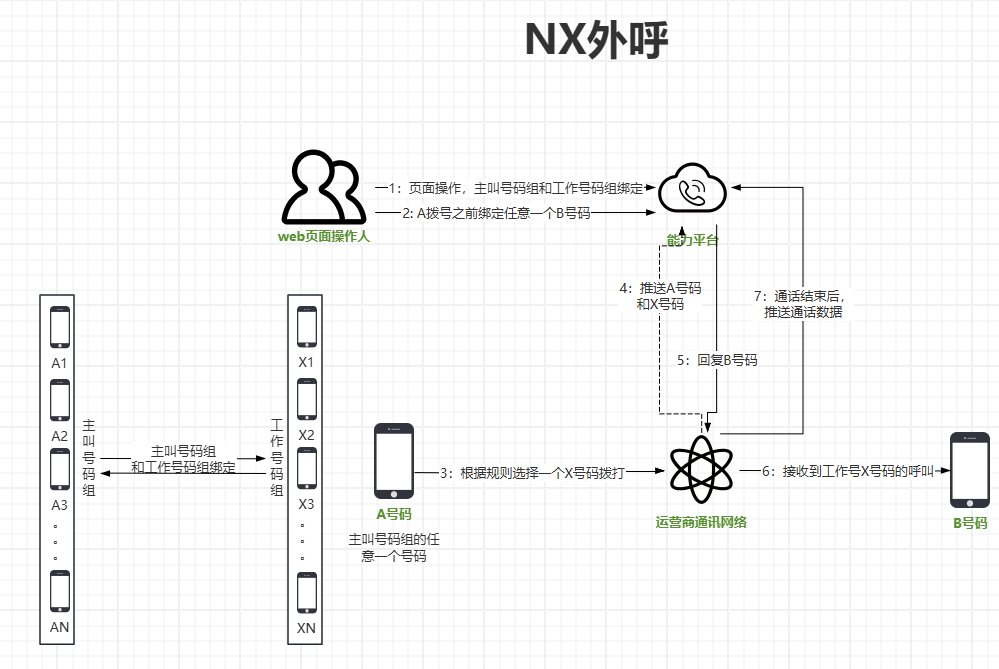 NX外呼
1：页面操作，主叫号码组和工作号码组绑定
2: A拨号之前绑定任意一个B号码
web页面操作人
能力平台
4：推送A号码
和X号码
7：通话结束后，
推送通话数据
5：回复B号码
A1
A2
A3
AN
主叫号码组
主叫号码组
和工作号码组绑定
工作号码组
X1
X2
X3
XN
3：根据规则选择一个X号码拨打
A号码
主叫号码组的任
意一个号码
运营商通讯网络
6：接收到工作号X号码的呼叫
B号码